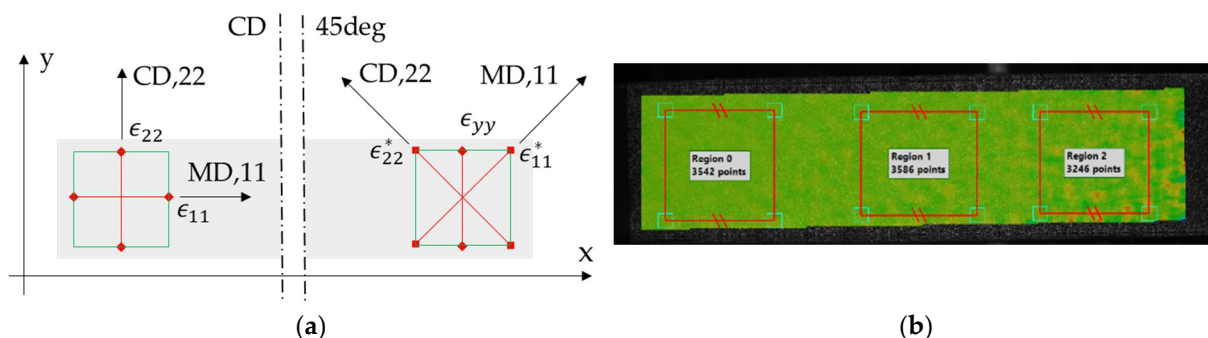 CD
45deg
y
CD,22
CD,22
MD,11
ϵ22
ϵyy
ϵ*22
ϵ*11
MD,11
ϵ11
x
(a)
Region 0
3542 points
Region 1
3586 points
Region 2
3246 points
(b)